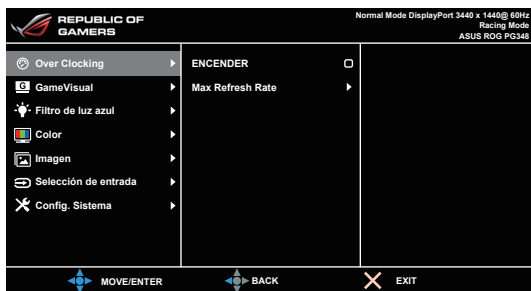 REPUBLIC OF
GAMERS
Normal Mode DisplayPort 3440 x 1440@ 60Hz
Racing Mode
ASUS ROG PG348
Over Clocking
ENCENDER
G GameVisual
Max Refresh Rate
Filtro de luz azul
Color
Imagen
Selección de entrada
Config. Sistema
MOVE/ENTER
BACK
EXIT